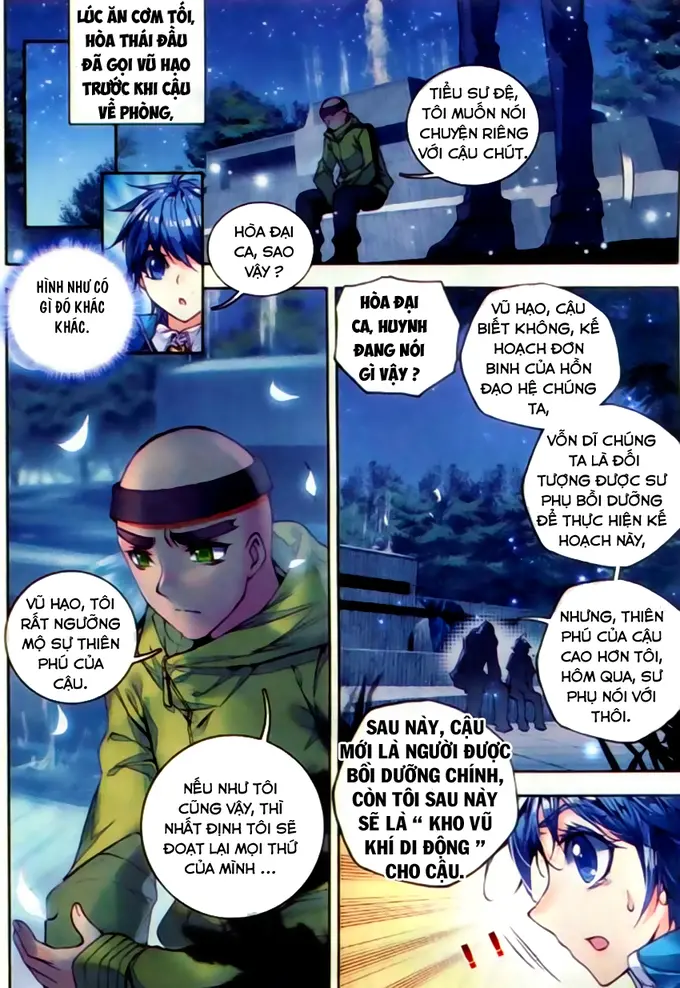 LÚC ĂN CƠM TỐI,
HÒA THÁI ĐẦU
ĐÃ GỌI VŨ HẠO
TRƯỚC KHI CẬU
VỀ PHÒNG,
TIỂU SƯ ĐỆ,
TÔI MUỐN NÓI
CHUYỆN RIÊNG
VỚI CẬU CHÚT.
HÒA ĐẠI
CA, SAO
VẬY ?
HÌNH NHƯ CÓ
GÌ ĐÓ KHÁC
KHÁC.
VŨ HẠO, TÔI
RẤT NGƯỠNG
MỘ SỰ THIÊN
PHÚ CỦA
CẬU.
NẾU NHƯ TÔI
CŨNG VẬY, THÌ
NHẤT ĐỊNH TÔI SẼ
ĐOẠT LẠI MỌI THỨ
CỦA MÌNH ...
HÒA ĐẠI
CA, HUYNH
ĐANG NÓI
GÌ VẬY ?
VŨ HẠO, CẬU
BIẾT KHÔNG, KẾ
HOẠCH ĐƠN
BINH CỦA HỒN
ĐẠO HỆ CHÚNG
TA,
VỐN DĨ CHÚNG
TA LÀ ĐỐI
TƯỢNG ĐƯỢC SƯ
PHỤ BỒI DƯỠNG
ĐỂ THỰC HIỆN KẾ
HOẠCH NÀY,
NHƯNG, THIÊN
PHÚ CỦA CẬU
CAO HƠN TÔI,
HÔM QUA, SƯ
PHỤ NÓI VỚI
THÔI.
SAU NÀY, CẬU
MỚI LÀ NGƯỜI ĐƯỢC
BỒI DƯỠNG CHÍNH,
CÒN TÔI SAU NÀY
SẼ LÀ “ KHO VŨ
KHÍ DI ĐỘNG ”
CHO CẬU.
!!